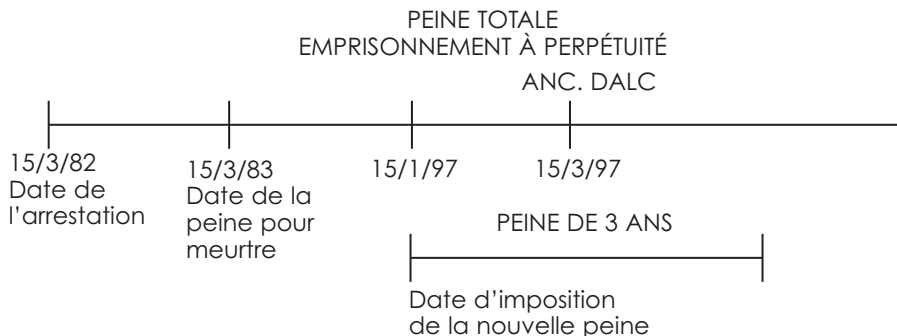 PEINE TOTALE
EMPRISONNEMENT À PERPÉTUITÉ
ANC. DALC
15/3/82
Date de
l'arrestation
15/3/83
Date de la
peine pour
meurtre
15/1/97
15/3/97
PEINE DE 3 ANS
Date d'imposition
de la nouvelle peine